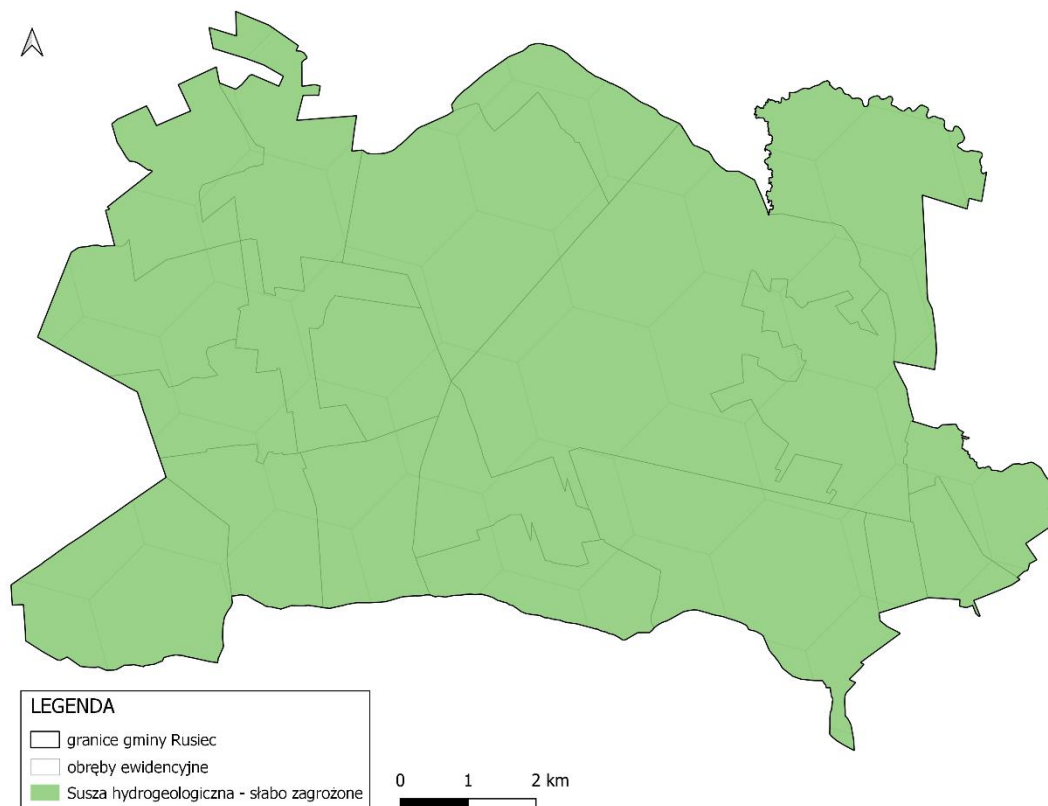 LEGENDA
granice gminy Rusiec
obręby ewidencyjne
Susza hydrogeologiczna - słabo zagrożone
0 1 2 km